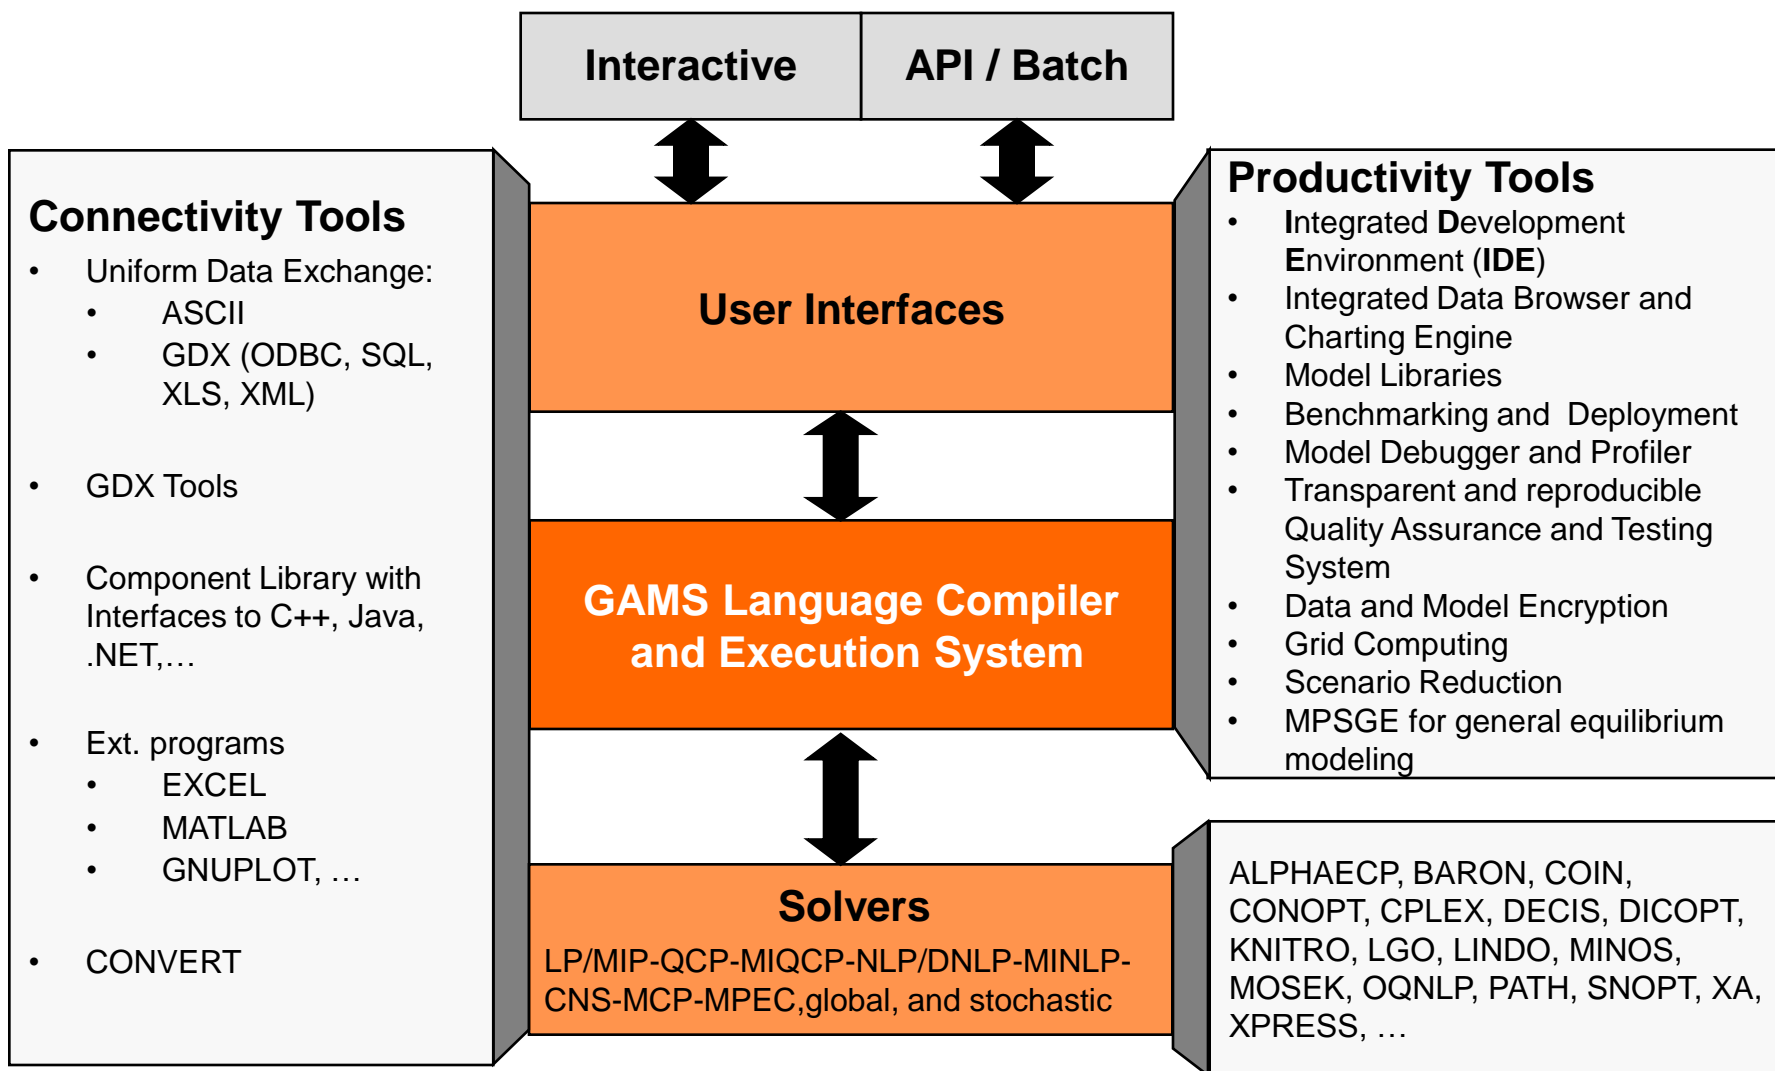 Interactive
API / Batch
Connectivity Tools
• Uniform Data Exchange:
• ASCII
• GDX (ODBC, SQL,
XLS, XML)
• GDX Tools
• Component Library with
Interfaces to C++, Java,
.NET,…
• Ext. programs
• EXCEL
• MATLAB
• GNUPLOT, …
• CONVERT
User Interfaces
GAMS Language Compiler
and Execution System
Solvers
LP/MIP-QCP-MIQCP-NLP/DNLP-MINLP-
CNS-MCP-MPEC,global, and stochastic
Productivity Tools
• Integrated Development
Environment (IDE)
• Integrated Data Browser and
Charting Engine
• Model Libraries
• Benchmarking and Deployment
• Model Debugger and Profiler
• Transparent and reproducible
Quality Assurance and Testing
System
• Data and Model Encryption
• Grid Computing
• Scenario Reduction
• MPSGE for general equilibrium
modeling
ALPHAECP, BARON, COIN,
CONOPT, CPLEX, DECIS, DICOPT,
KNITRO, LGO, LINDO, MINOS,
MOSEK, OQNLP, PATH, SNOPT, XA,
XPRESS, …